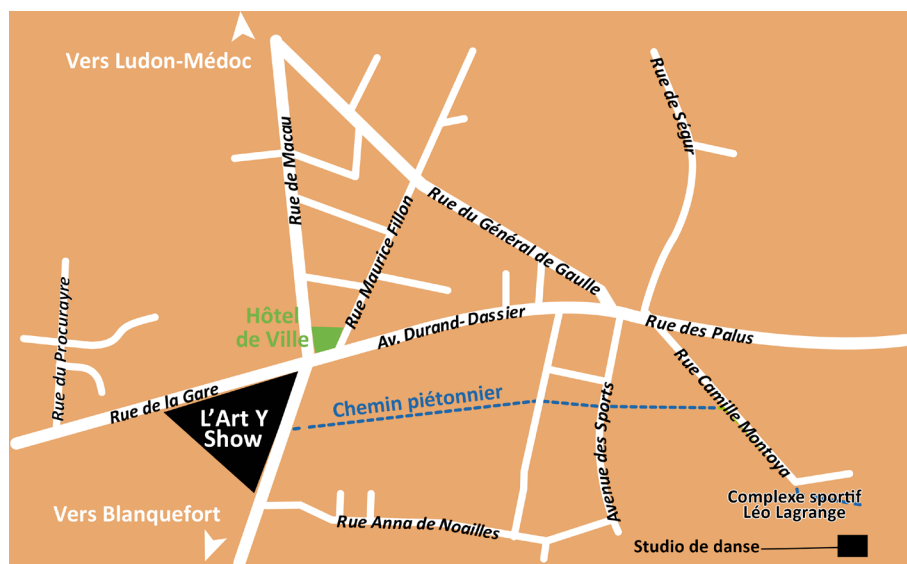 Vers Ludon-Médoc
Rue de Macau
Rue Maurice Fillon
Rue du Général de Gaulle
Rue de Ségur
Hôtel
de Ville
Av. Durand-Dassier
Rue des Palus
Rue du Procurayre
Rue de la Gare
L’Art Y
Show
Chemin piétonnier
Rue Camille Montoya
Avenue des Sports
Vers Blanquefort
Rue Anna de Noailles
Complexe sportif
Léo Lagrange
Studio de danse